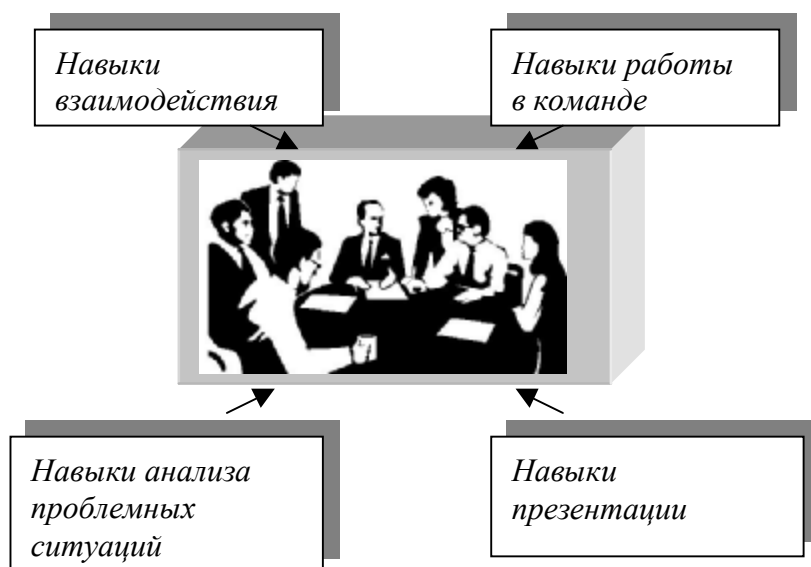 Навыки
взаимодействия
Навыки работы
в команде
Навыки анализа
проблемных
ситуаций
Навыки
презентации